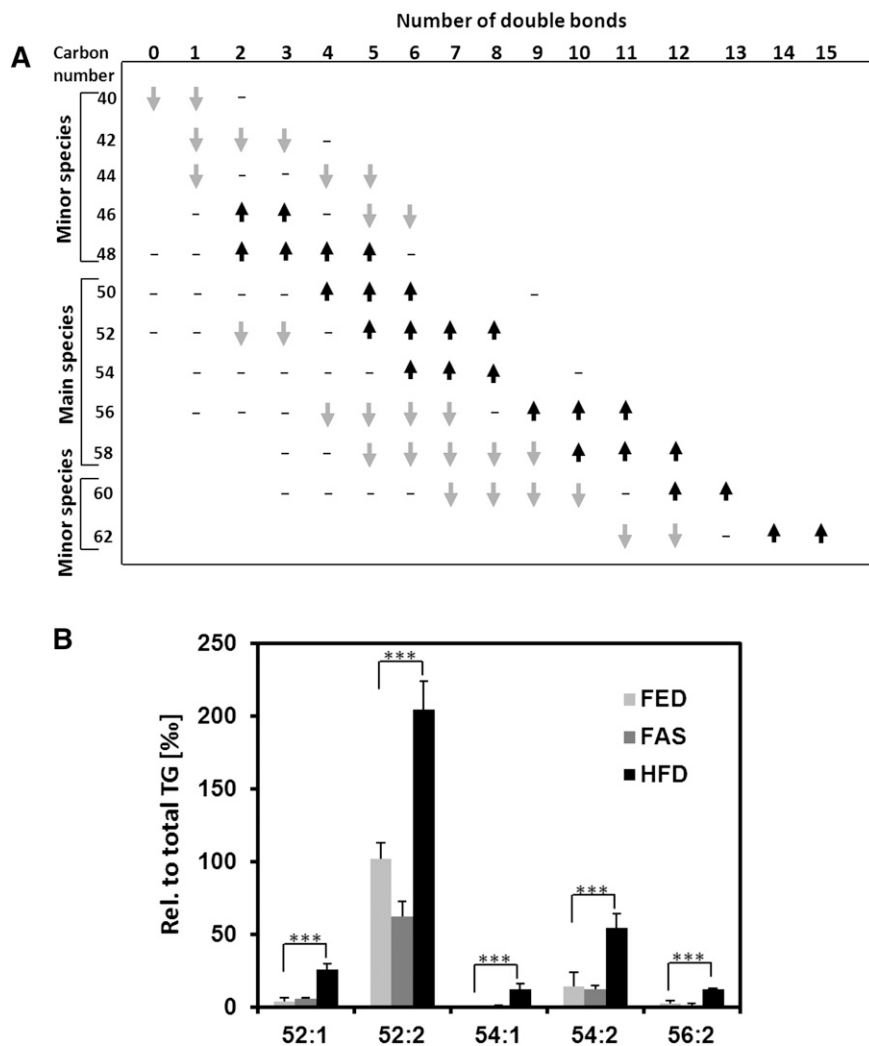 A
Number of double bonds
Carbon number
0 1 2 3 4 5 6 7 8 9 10 11 12 13 14 15
Minor species
40 –
42 –
44 – –
46 – –
48 – – –
Main species
50 – – – – –
52 – – –
54 – – – – – –
56 – – – –
58 – –
Minor species
60 – – – – –
62 –
B
Rel. to total TG [‰]
250
200
150
100
50
0
***
***
***
***
***
FED
FAS
HFD
52:1 52:2 54:1 54:2 56:2